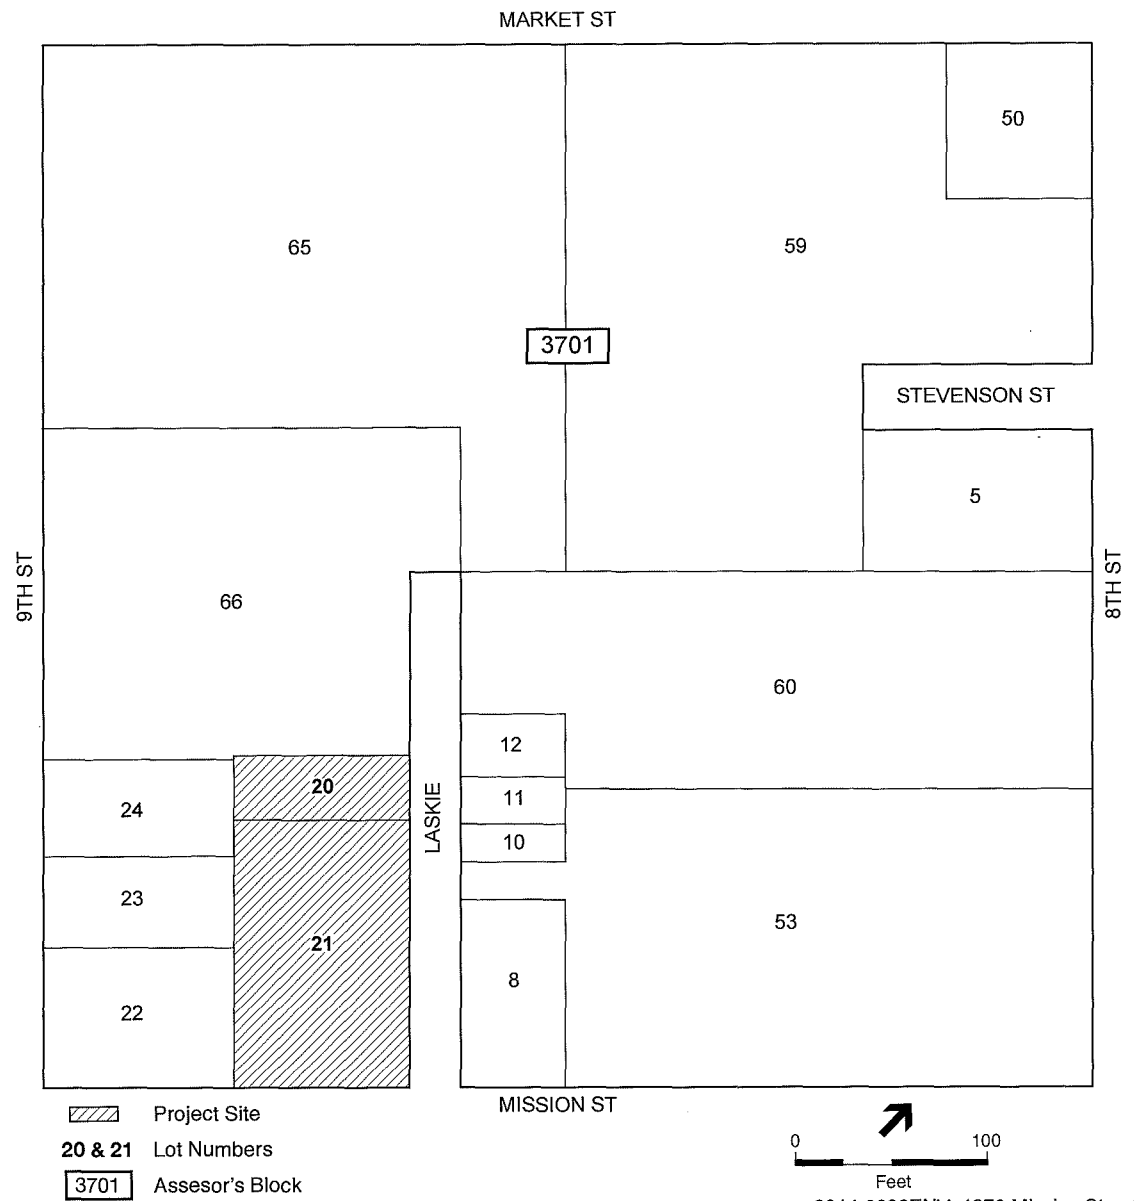 MARKET ST
50
65
59
3701
STEVENSON ST
5
9TH ST
8TH ST
66
60
12
20
11
24
LASKIE
10
23
53
21
8
22
MISSION ST
Project Site
20 & 21 Lot Numbers
3701 Assesor's Block
0 100
Feet